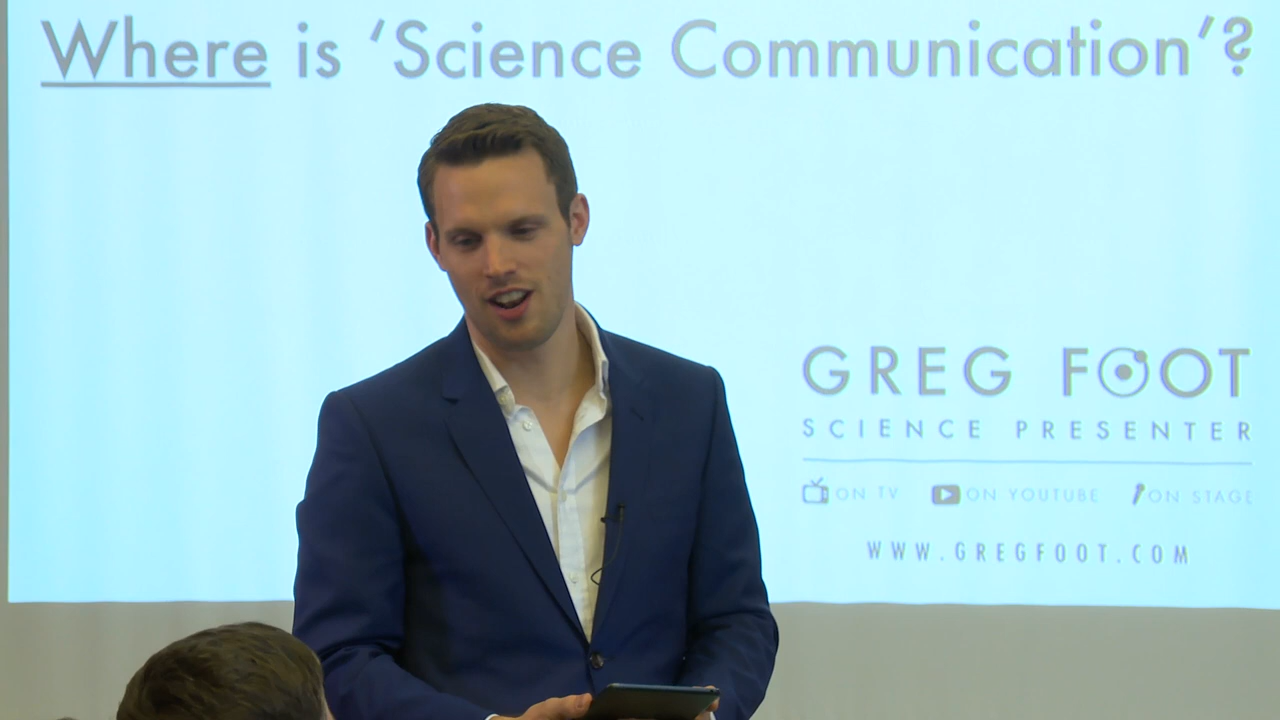 Where is ‘Science Communication’?
GREG FOOT
SCIENCE PRESENTER
ON TV ON YOUTUBE ON STAGE
WWW.GREGFOOT.COM